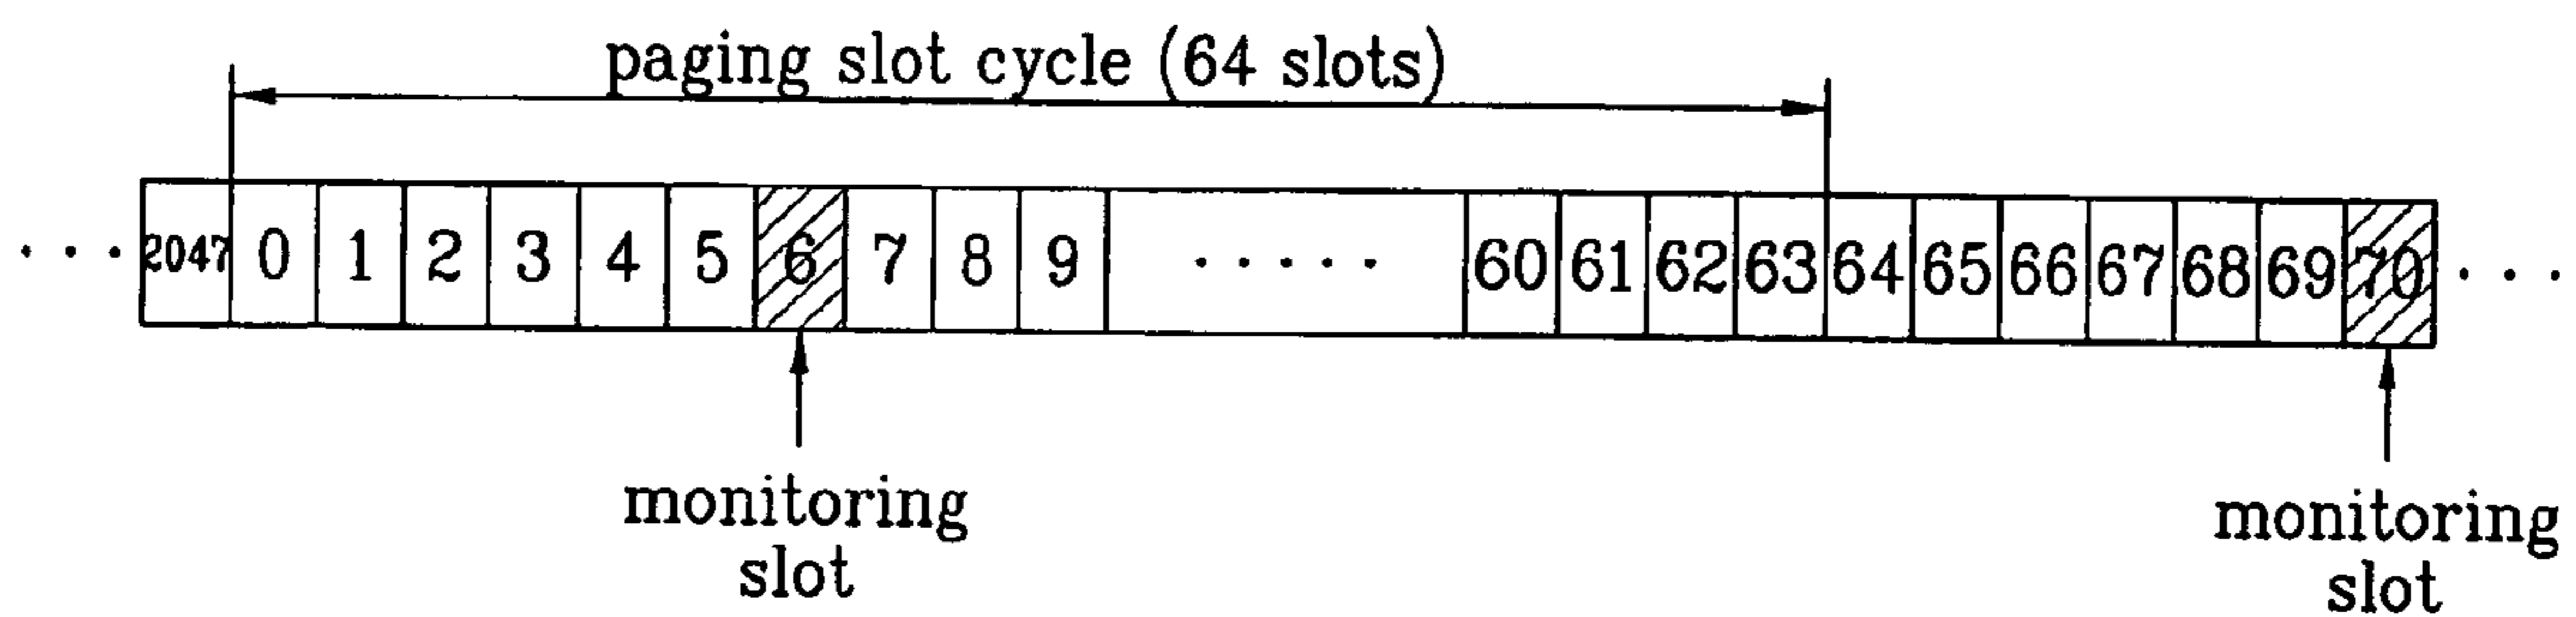 paging slot cycle (64 slots)
... 2047 0 1 2 3 4 5 6 7 8 9 ..... 60 61 62 63 64 65 66 67 68 69 70 ...
monitoring
slot
monitoring
slot